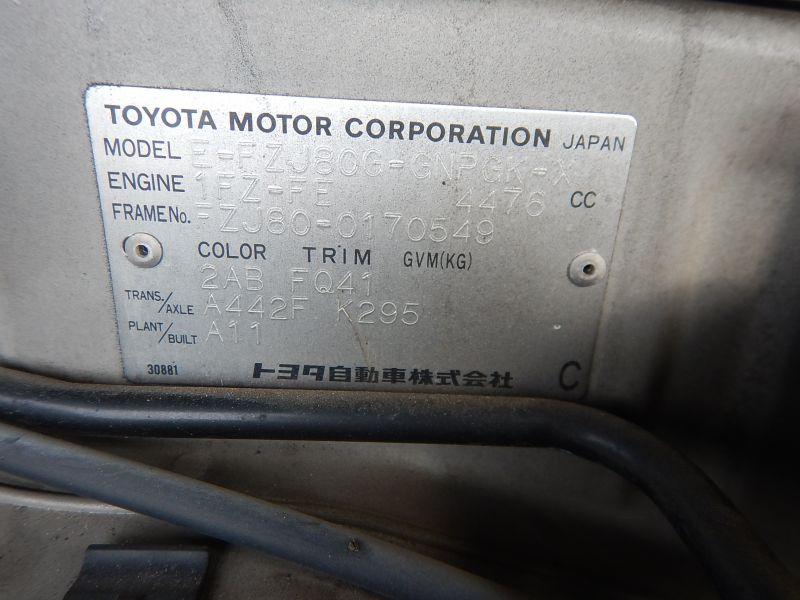 TOYOTA MOTOR CORPORATION JAPAN
MODEL E-FZJ80G-GNPGK-X
ENGINE 1FZ-FE 4476 CC
FRAME No. FZJ80-0170549
COLOR TRIM GVM(KG)
2AB FQ41
TRANS./AXLE A442F K295
PLANT/BUILT A11
30881 トヨタ自動車株式会社 C